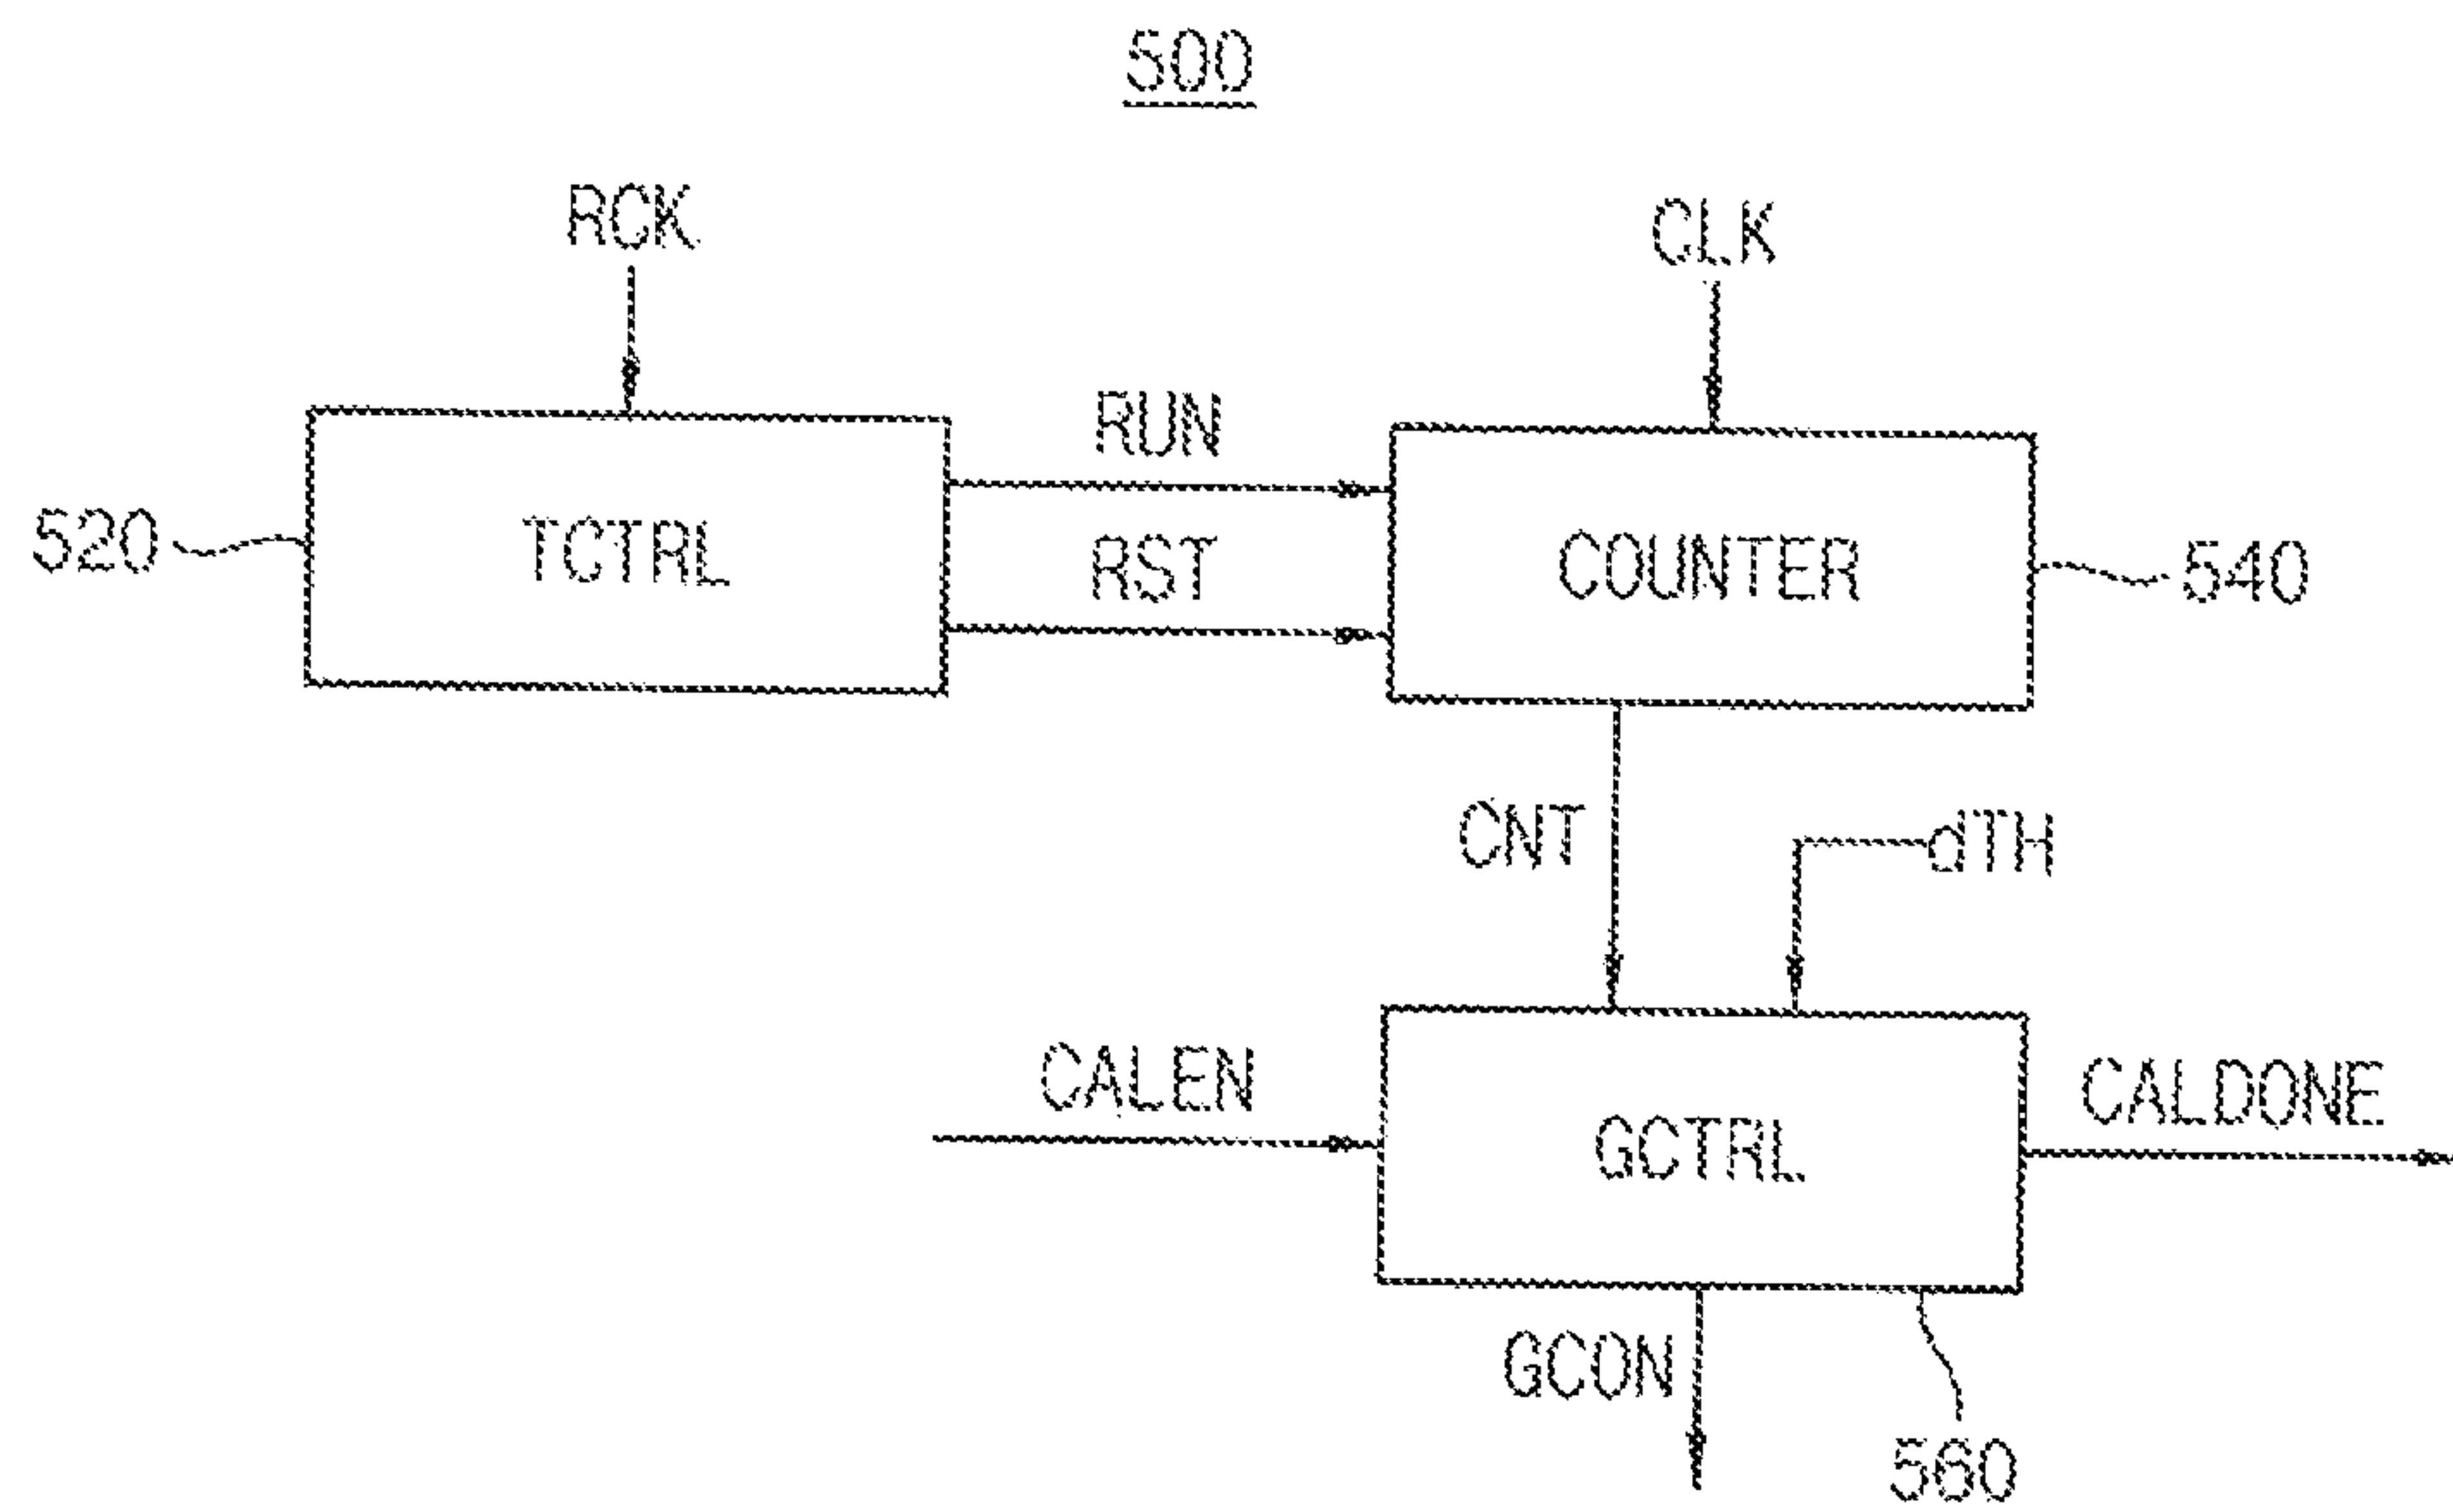 500
RCK
CLK
RUN
520
TCTRL
RST
COUNTER
540
CNT
dTH
CALEN
GCTRL
CALDONE
GCON
560